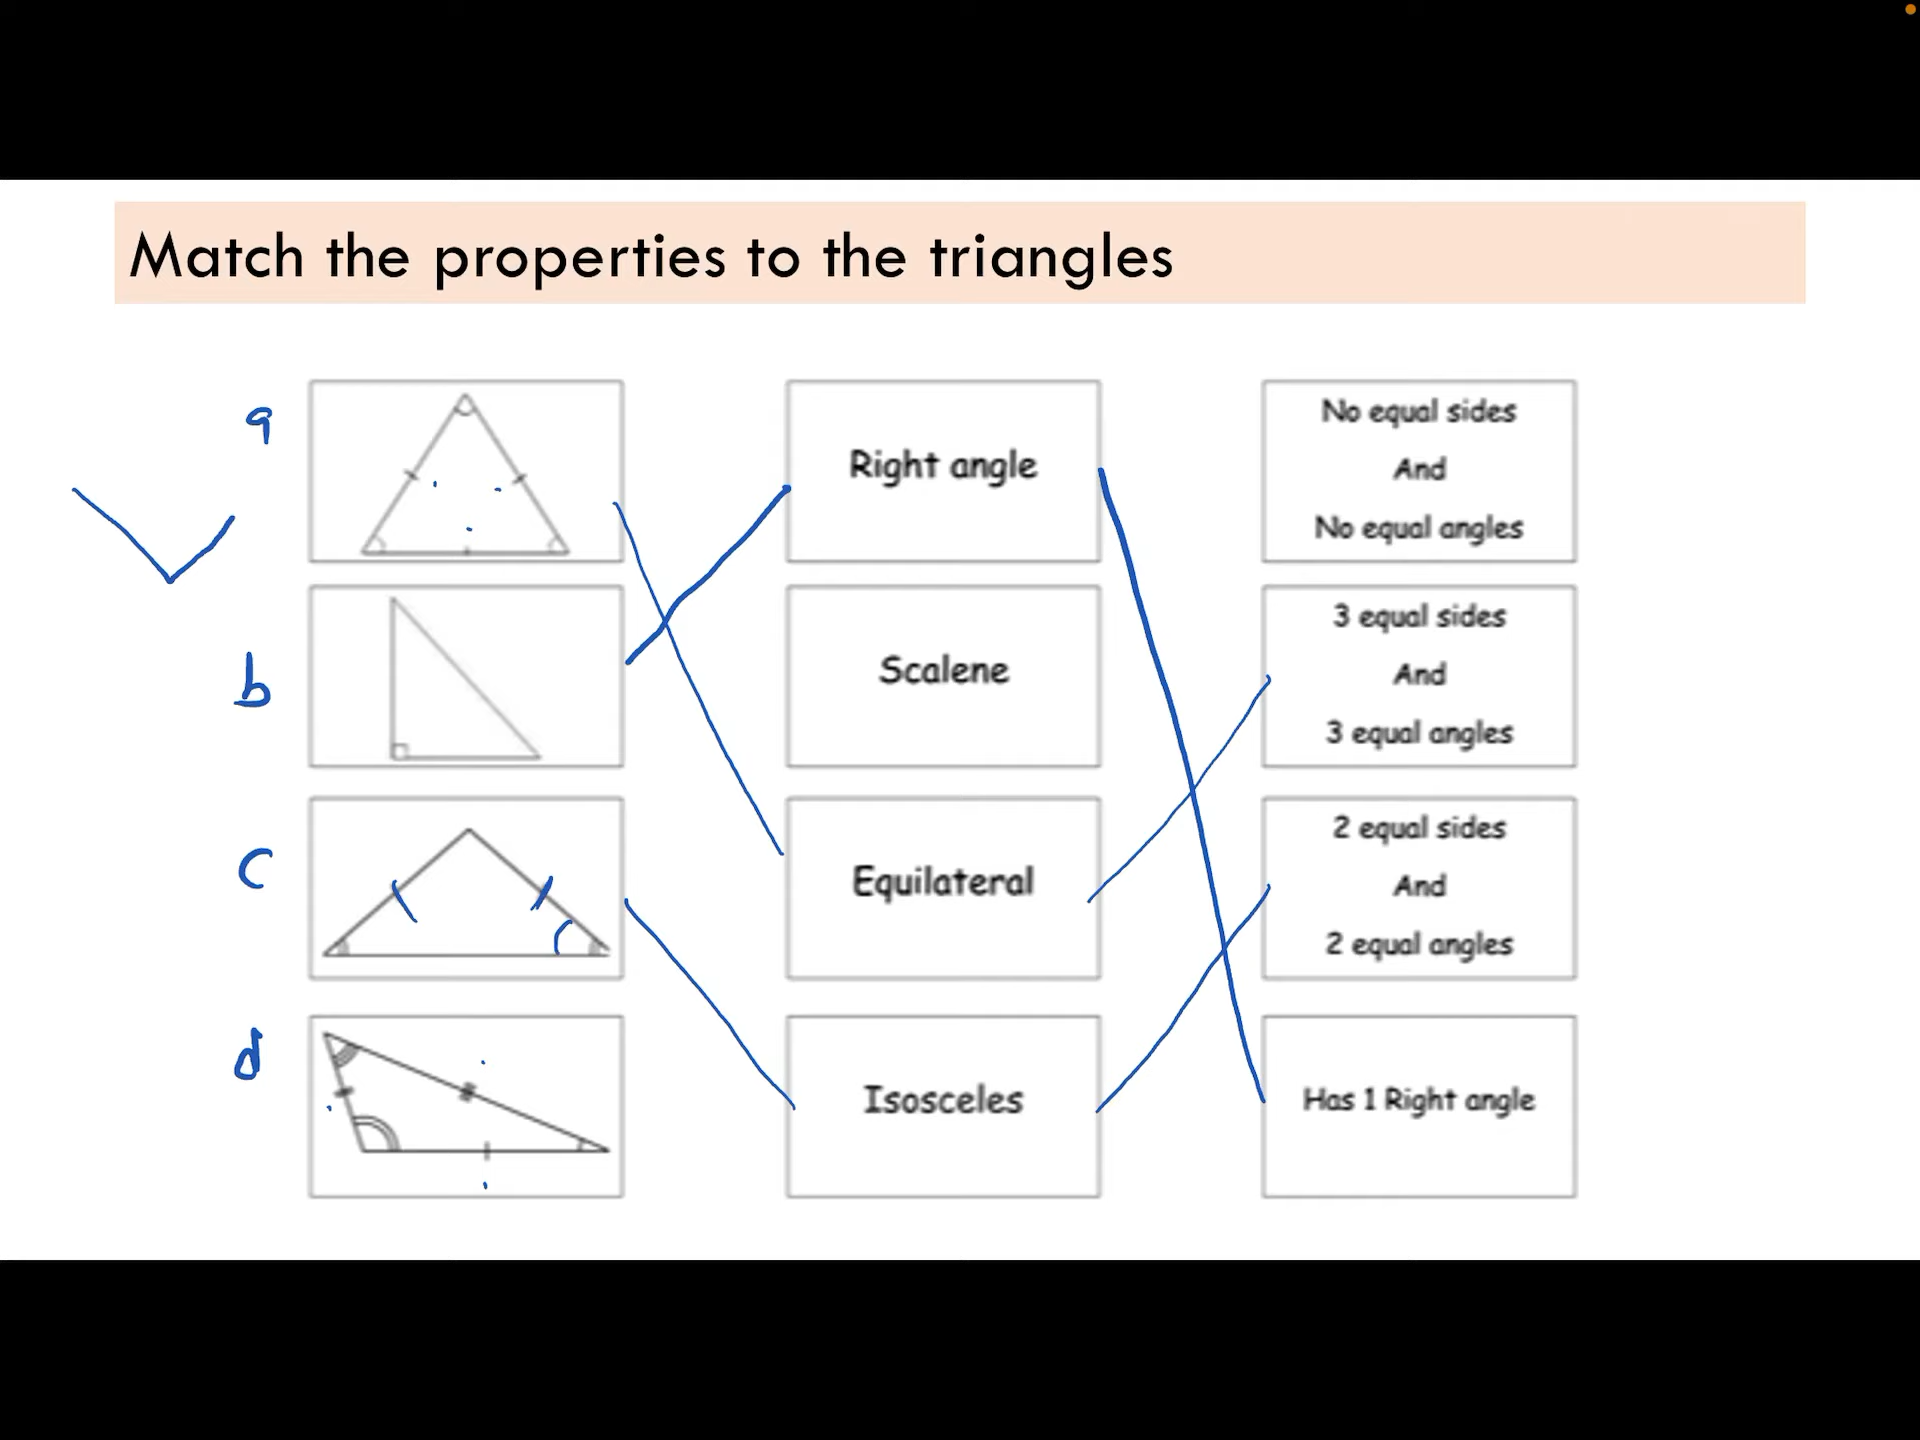 Match the properties to the triangles
a
Right angle
No equal sides
And
No equal angles
b
Scalene
3 equal sides
And
3 equal angles
c
Equilateral
2 equal sides
And
2 equal angles
d
Isosceles
Has 1 Right angle